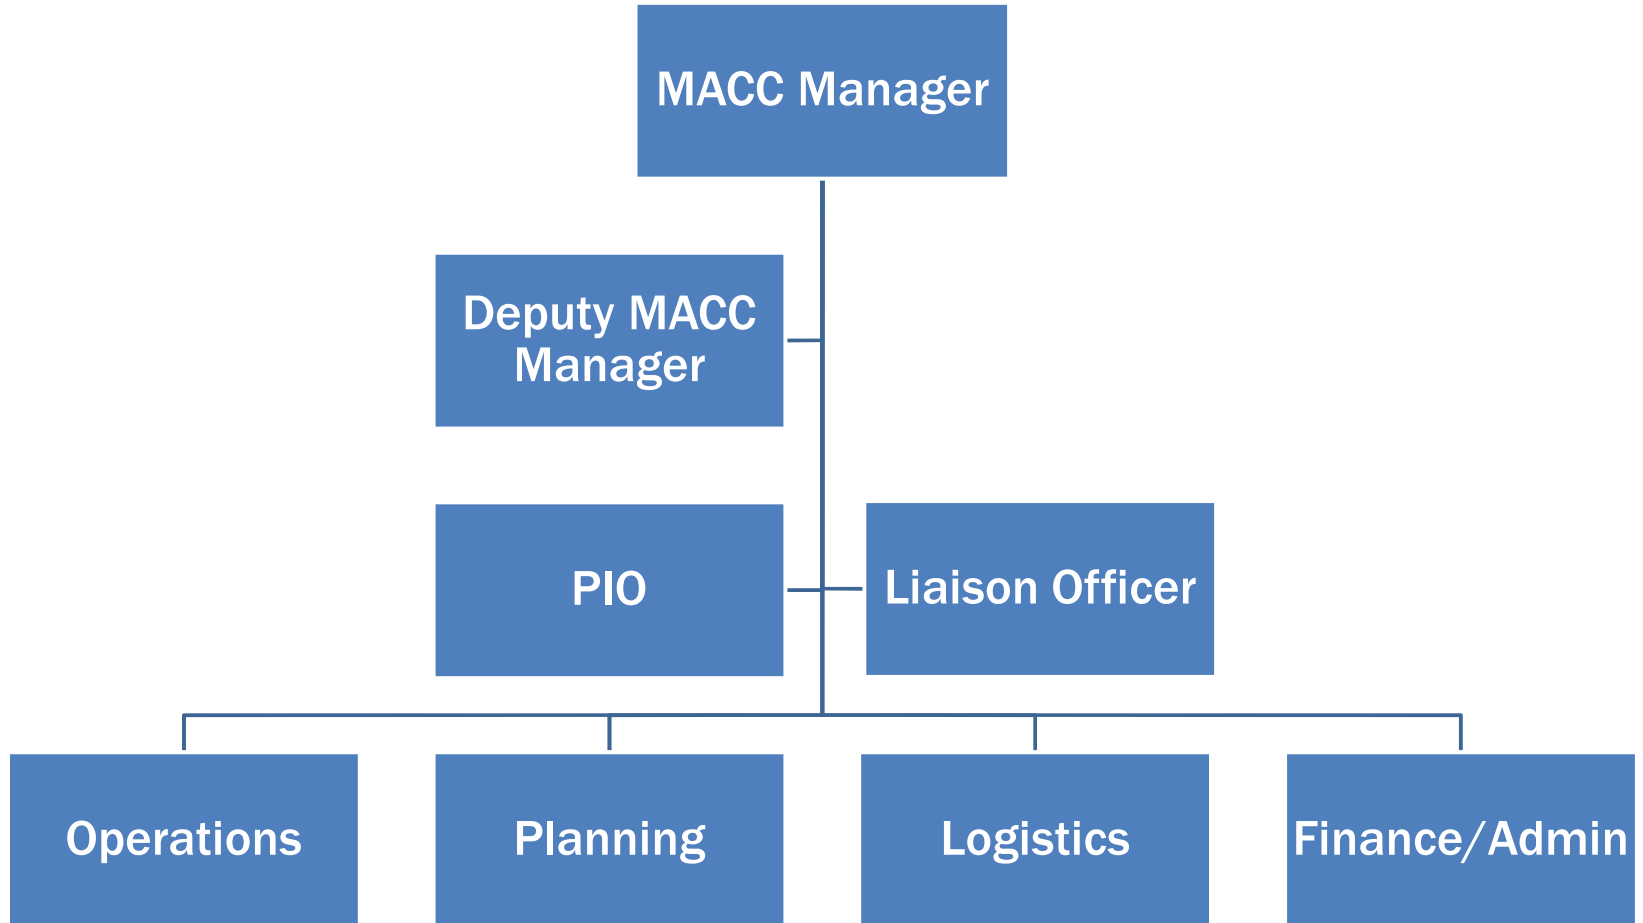 MACC Manager
Deputy MACC
Manager
PIO
Liaison Officer
Operations
Planning
Logistics
Finance/Admin